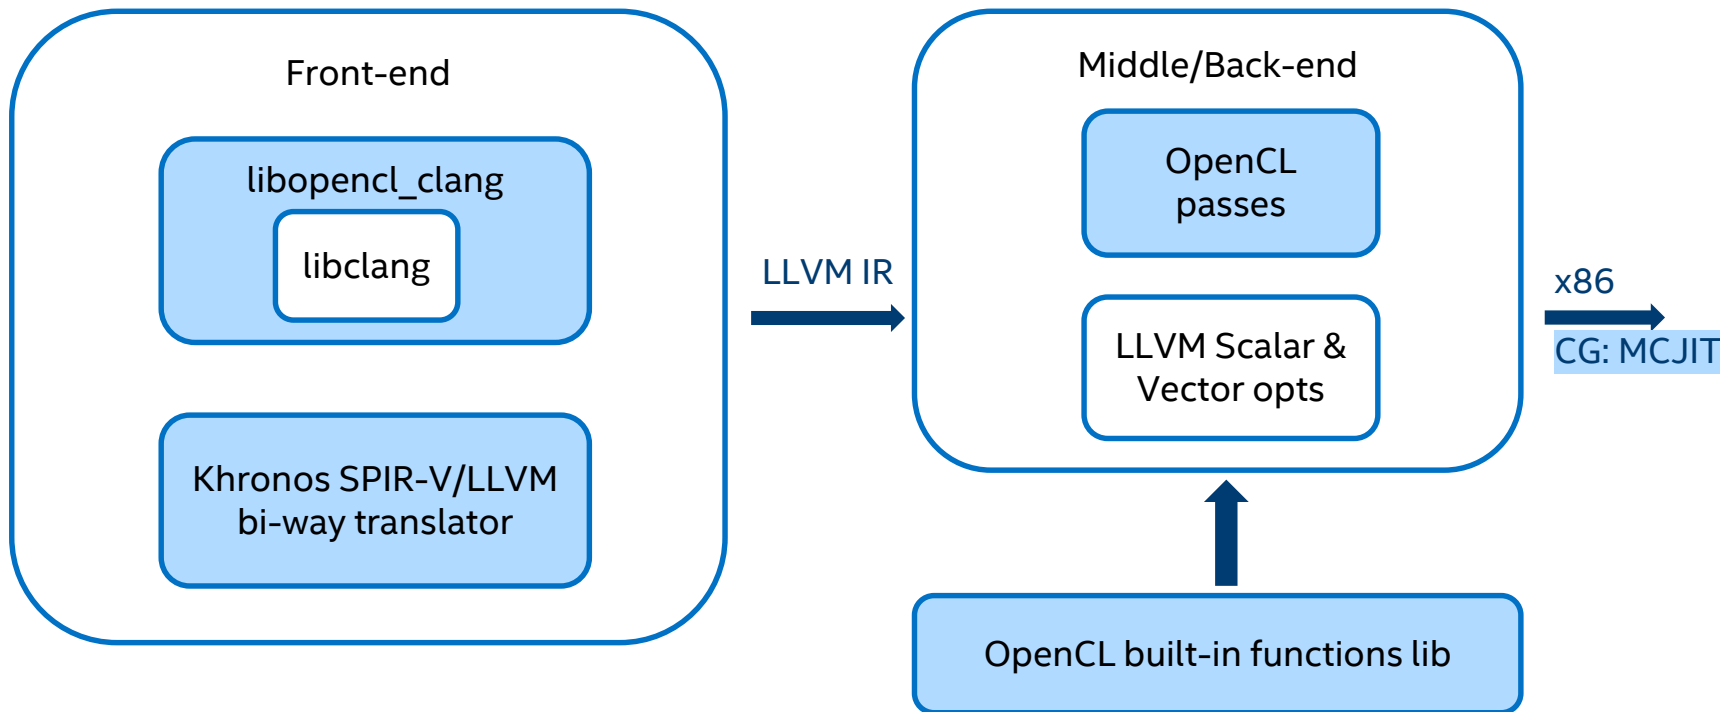 Front-end
libopencl_clang
libclang
Khronos SPIR-V/LLVM
bi-way translator
LLVM IR
Middle/Back-end
OpenCL
passes
LLVM Scalar &
Vector opts
OpenCL built-in functions lib
x86
CG: MCJIT